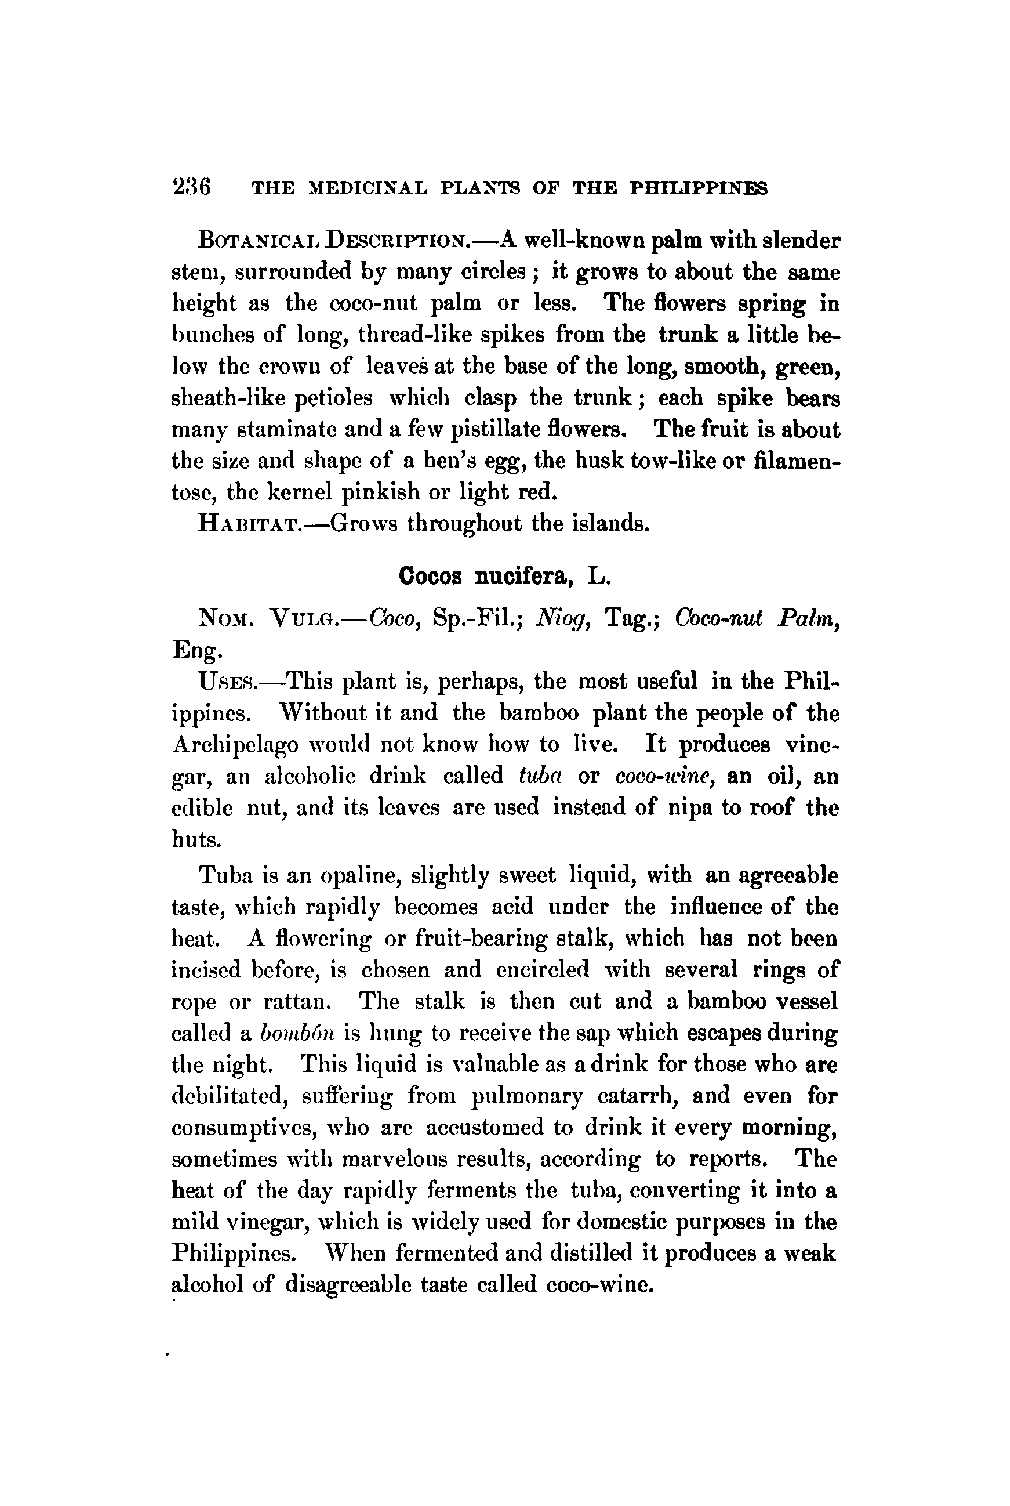 236 THE MEDICINAL PLANTS OF THE PHILIPPINES
BOTANICAL DESCRIPTION.—A well-known palm with slender
stem, surrounded by many circles; it grows to about the same
height as the coco-nut palm or less. The flowers spring in
bunches of long, thread-like spikes from the trunk a little be-
low the crown of leaves at the base of the long, smooth, green,
sheath-like petioles which clasp the trunk; each spike bears
many staminate and a few pistillate flowers. The fruit is about
the size and shape of a hen's egg, the husk tow-like or filamen-
tose, the kernel pinkish or light red.
HABITAT.—Grows throughout the islands.
Cocos nucifera, L.
NOM. VULG.—Coco, Sp.-Fil.; Niog, Tag.; Coco-nut Palm,
Eng.
USES.—This plant is, perhaps, the most useful in the Phil-
ippines. Without it and the bamboo plant the people of the
Archipelago would not know how to live. It produces vine-
gar, an alcoholic drink called tuba or coco-wine, an oil, an
edible nut, and its leaves are used instead of nipa to roof the
huts.
Tuba is an opaline, slightly sweet liquid, with an agreeable
taste, which rapidly becomes acid under the influence of the
heat. A flowering or fruit-bearing stalk, which has not been
incised before, is chosen and encircled with several rings of
rope or rattan. The stalk is then cut and a bamboo vessel
called a bombón is hung to receive the sap which escapes during
the night. This liquid is valuable as a drink for those who are
debilitated, suffering from pulmonary catarrh, and even for
consumptives, who are accustomed to drink it every morning,
sometimes with marvelous results, according to reports. The
heat of the day rapidly ferments the tuba, converting it into a
mild vinegar, which is widely used for domestic purposes in the
Philippines. When fermented and distilled it produces a weak
alcohol of disagreeable taste called coco-wine.